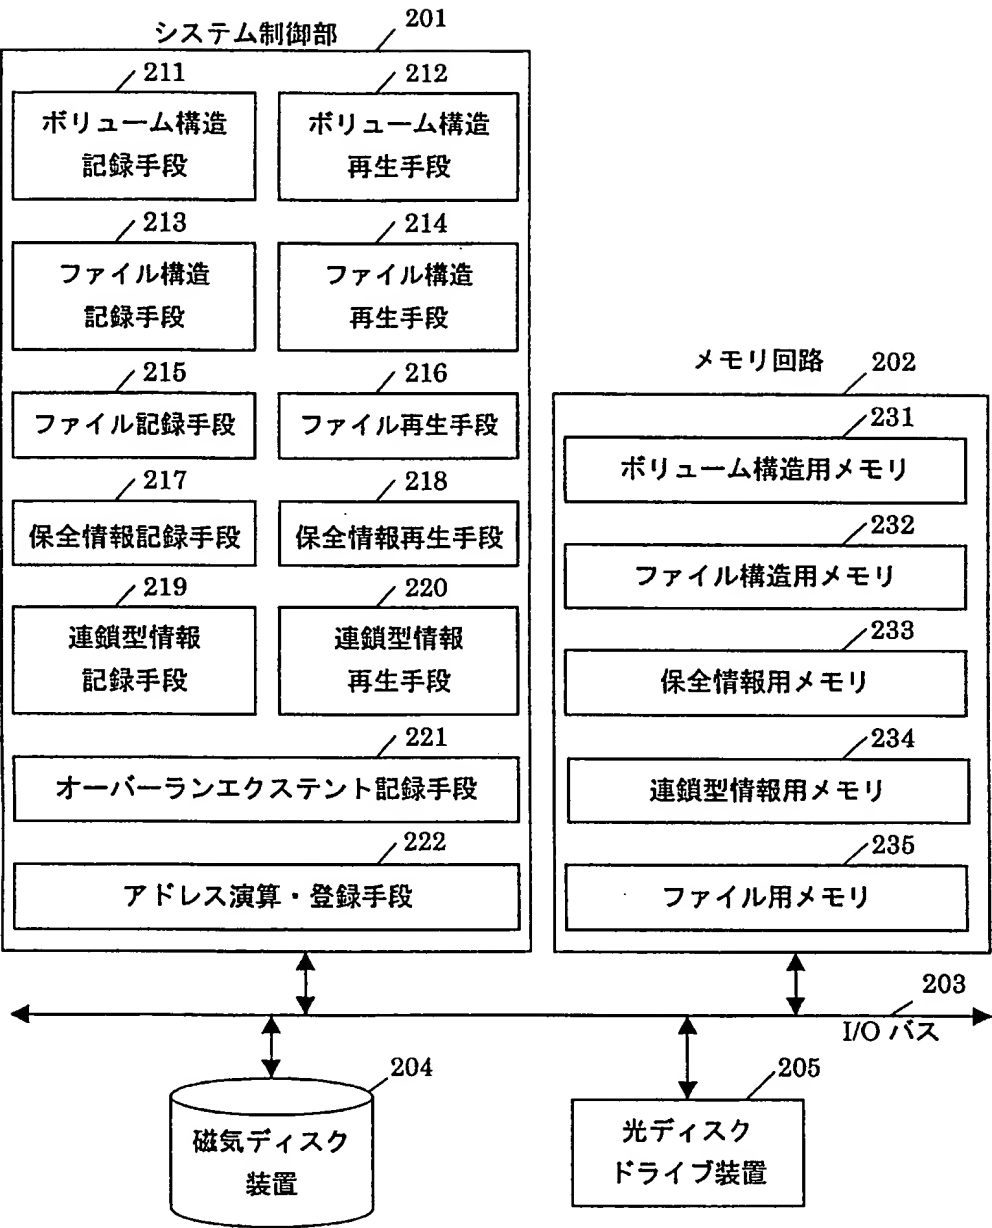 システム制御部
201
211
ボリューム構造
記録手段
212
ボリューム構造
再生手段
213
ファイル構造
記録手段
214
ファイル構造
再生手段
215
ファイル記録手段
216
ファイル再生手段
217
保全情報記録手段
218
保全情報再生手段
219
連鎖型情報
記録手段
220
連鎖型情報
再生手段
221
オーバーランエクステント記録手段
222
アドレス演算・登録手段
メモリ回路
202
231
ボリューム構造用メモリ
232
ファイル構造用メモリ
233
保全情報用メモリ
234
連鎖型情報用メモリ
235
ファイル用メモリ
203
I/O バス
204
磁気ディスク
装置
205
光ディスク
ドライブ装置